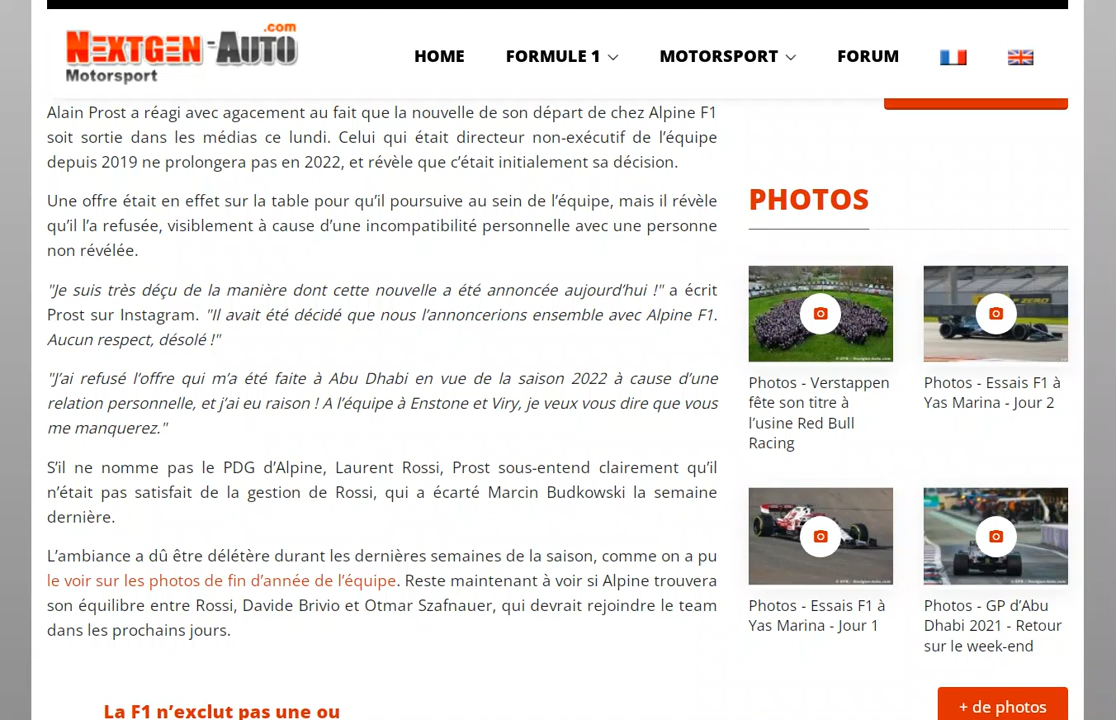 NEXTGEN-AUTO.com
Motorsport
HOME
FORMULE 1
MOTORSPORT
FORUM
Alain Prost a réagi avec agacement au fait que la nouvelle de son départ de chez Alpine F1
soit sortie dans les médias ce lundi. Celui qui était directeur non-exécutif de l’équipe
depuis 2019 ne prolongera pas en 2022, et révèle que c’était initialement sa décision.
Une offre était en effet sur la table pour qu’il poursuive au sein de l’équipe, mais il révèle
qu’il l’a refusée, visiblement à cause d’une incompatibilité personnelle avec une personne
non révélée.
"Je suis très déçu de la manière dont cette nouvelle a été annoncée aujourd’hui !" a écrit
Prost sur Instagram. "Il avait été décidé que nous l’annoncerions ensemble avec Alpine F1.
Aucun respect, désolé !"
"J’ai refusé l’offre qui m’a été faite à Abu Dhabi en vue de la saison 2022 à cause d’une
relation personnelle, et j’ai eu raison ! A l’équipe à Enstone et Viry, je veux vous dire que vous
me manquerez."
S’il ne nomme pas le PDG d’Alpine, Laurent Rossi, Prost sous-entend clairement qu’il
n’était pas satisfait de la gestion de Rossi, qui a écarté Marcin Budkowski la semaine
dernière.
L’ambiance a dû être délétère durant les dernières semaines de la saison, comme on a pu
le voir sur les photos de fin d’année de l’équipe. Reste maintenant à voir si Alpine trouvera
son équilibre entre Rossi, Davide Brivio et Otmar Szafnauer, qui devrait rejoindre le team
dans les prochains jours.
La F1 n’exclut pas une ou
PHOTOS
Photos - Verstappen
fête son titre à
l’usine Red Bull
Racing
Photos - Essais F1 à
Yas Marina - Jour 2
Photos - Essais F1 à
Yas Marina - Jour 1
Photos - GP d’Abu
Dhabi 2021 - Retour
sur le week-end
+ de photos